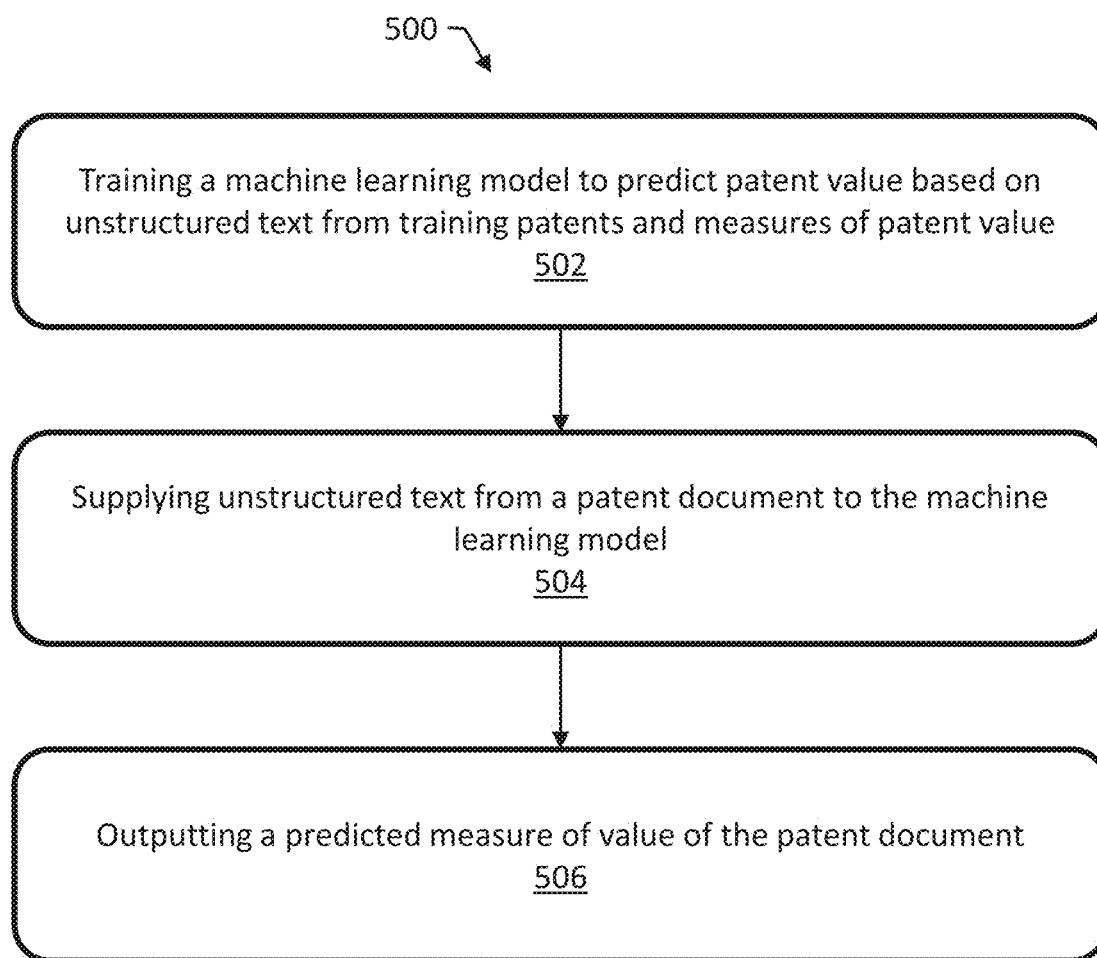 500
Training a machine learning model to predict patent value based on
unstructured text from training patents and measures of patent value
502
Supplying unstructured text from a patent document to the machine
learning model
504
Outputting a predicted measure of value of the patent document
506